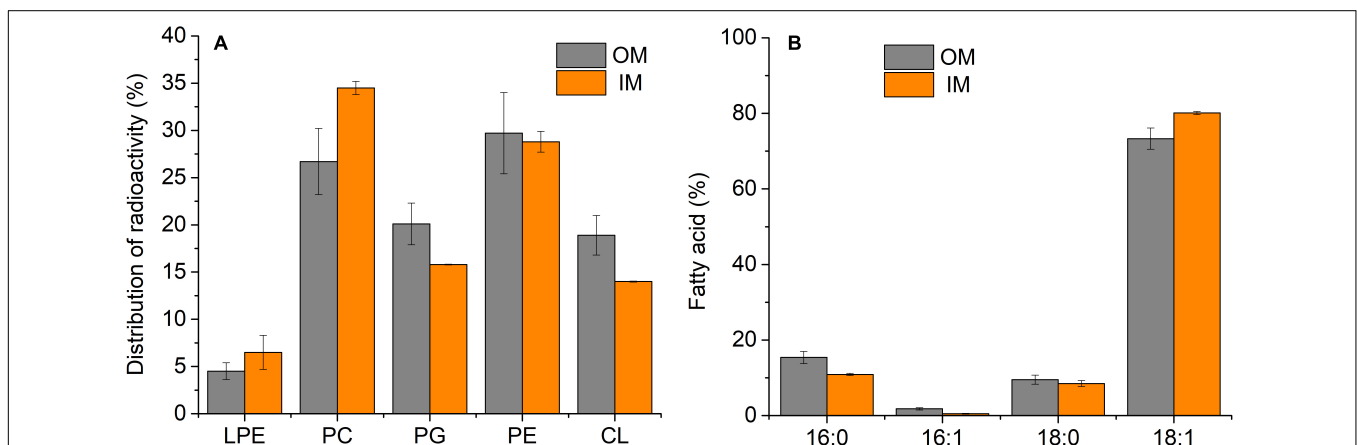 A
OM
IM
Distribution of radioactivity (%)
40
35
30
25
20
15
10
5
0
LPE PC PG PE CL
B
OM
IM
Fatty acid (%)
100
80
60
40
20
0
16:0 16:1 18:0 18:1